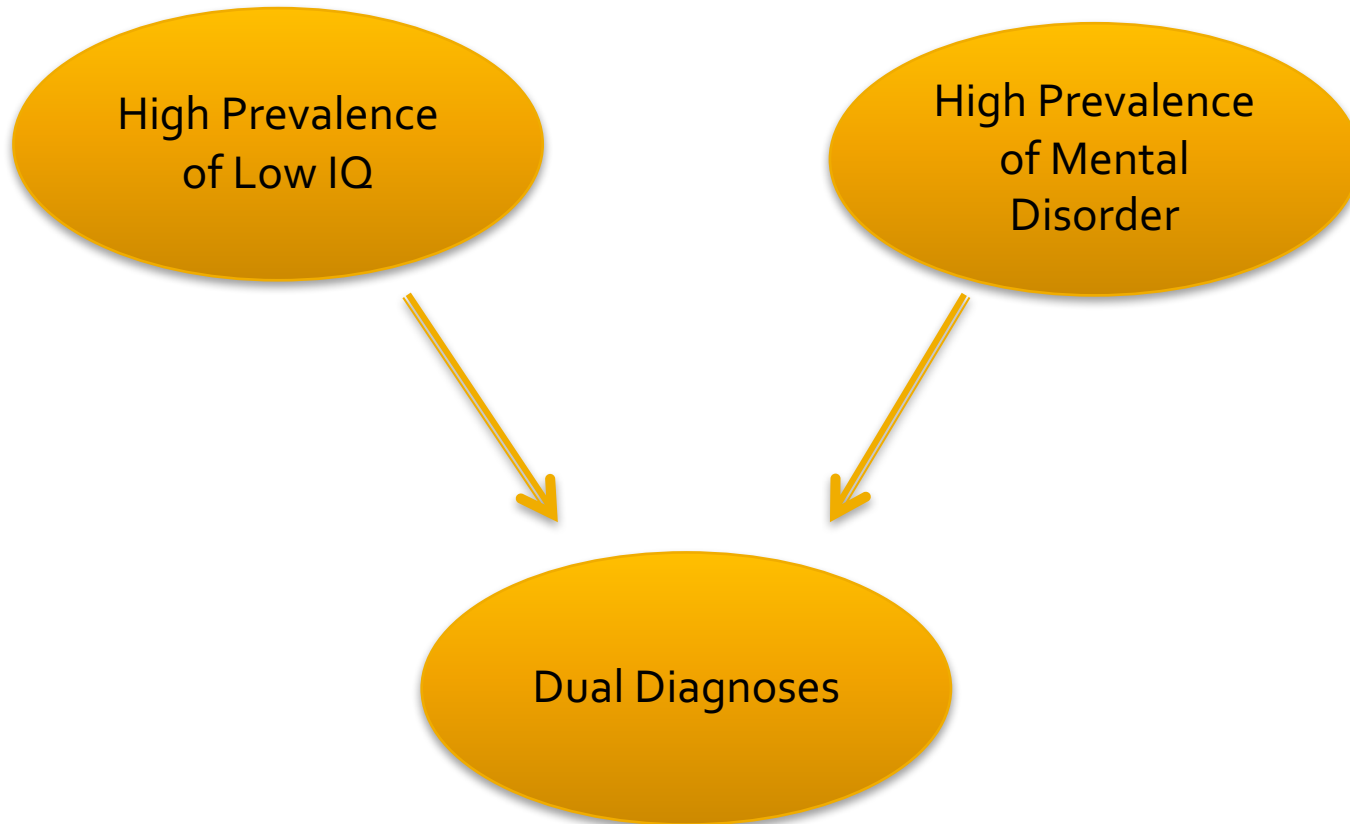 High Prevalence
of Low IQ
High Prevalence
of Mental
Disorder
Dual Diagnoses